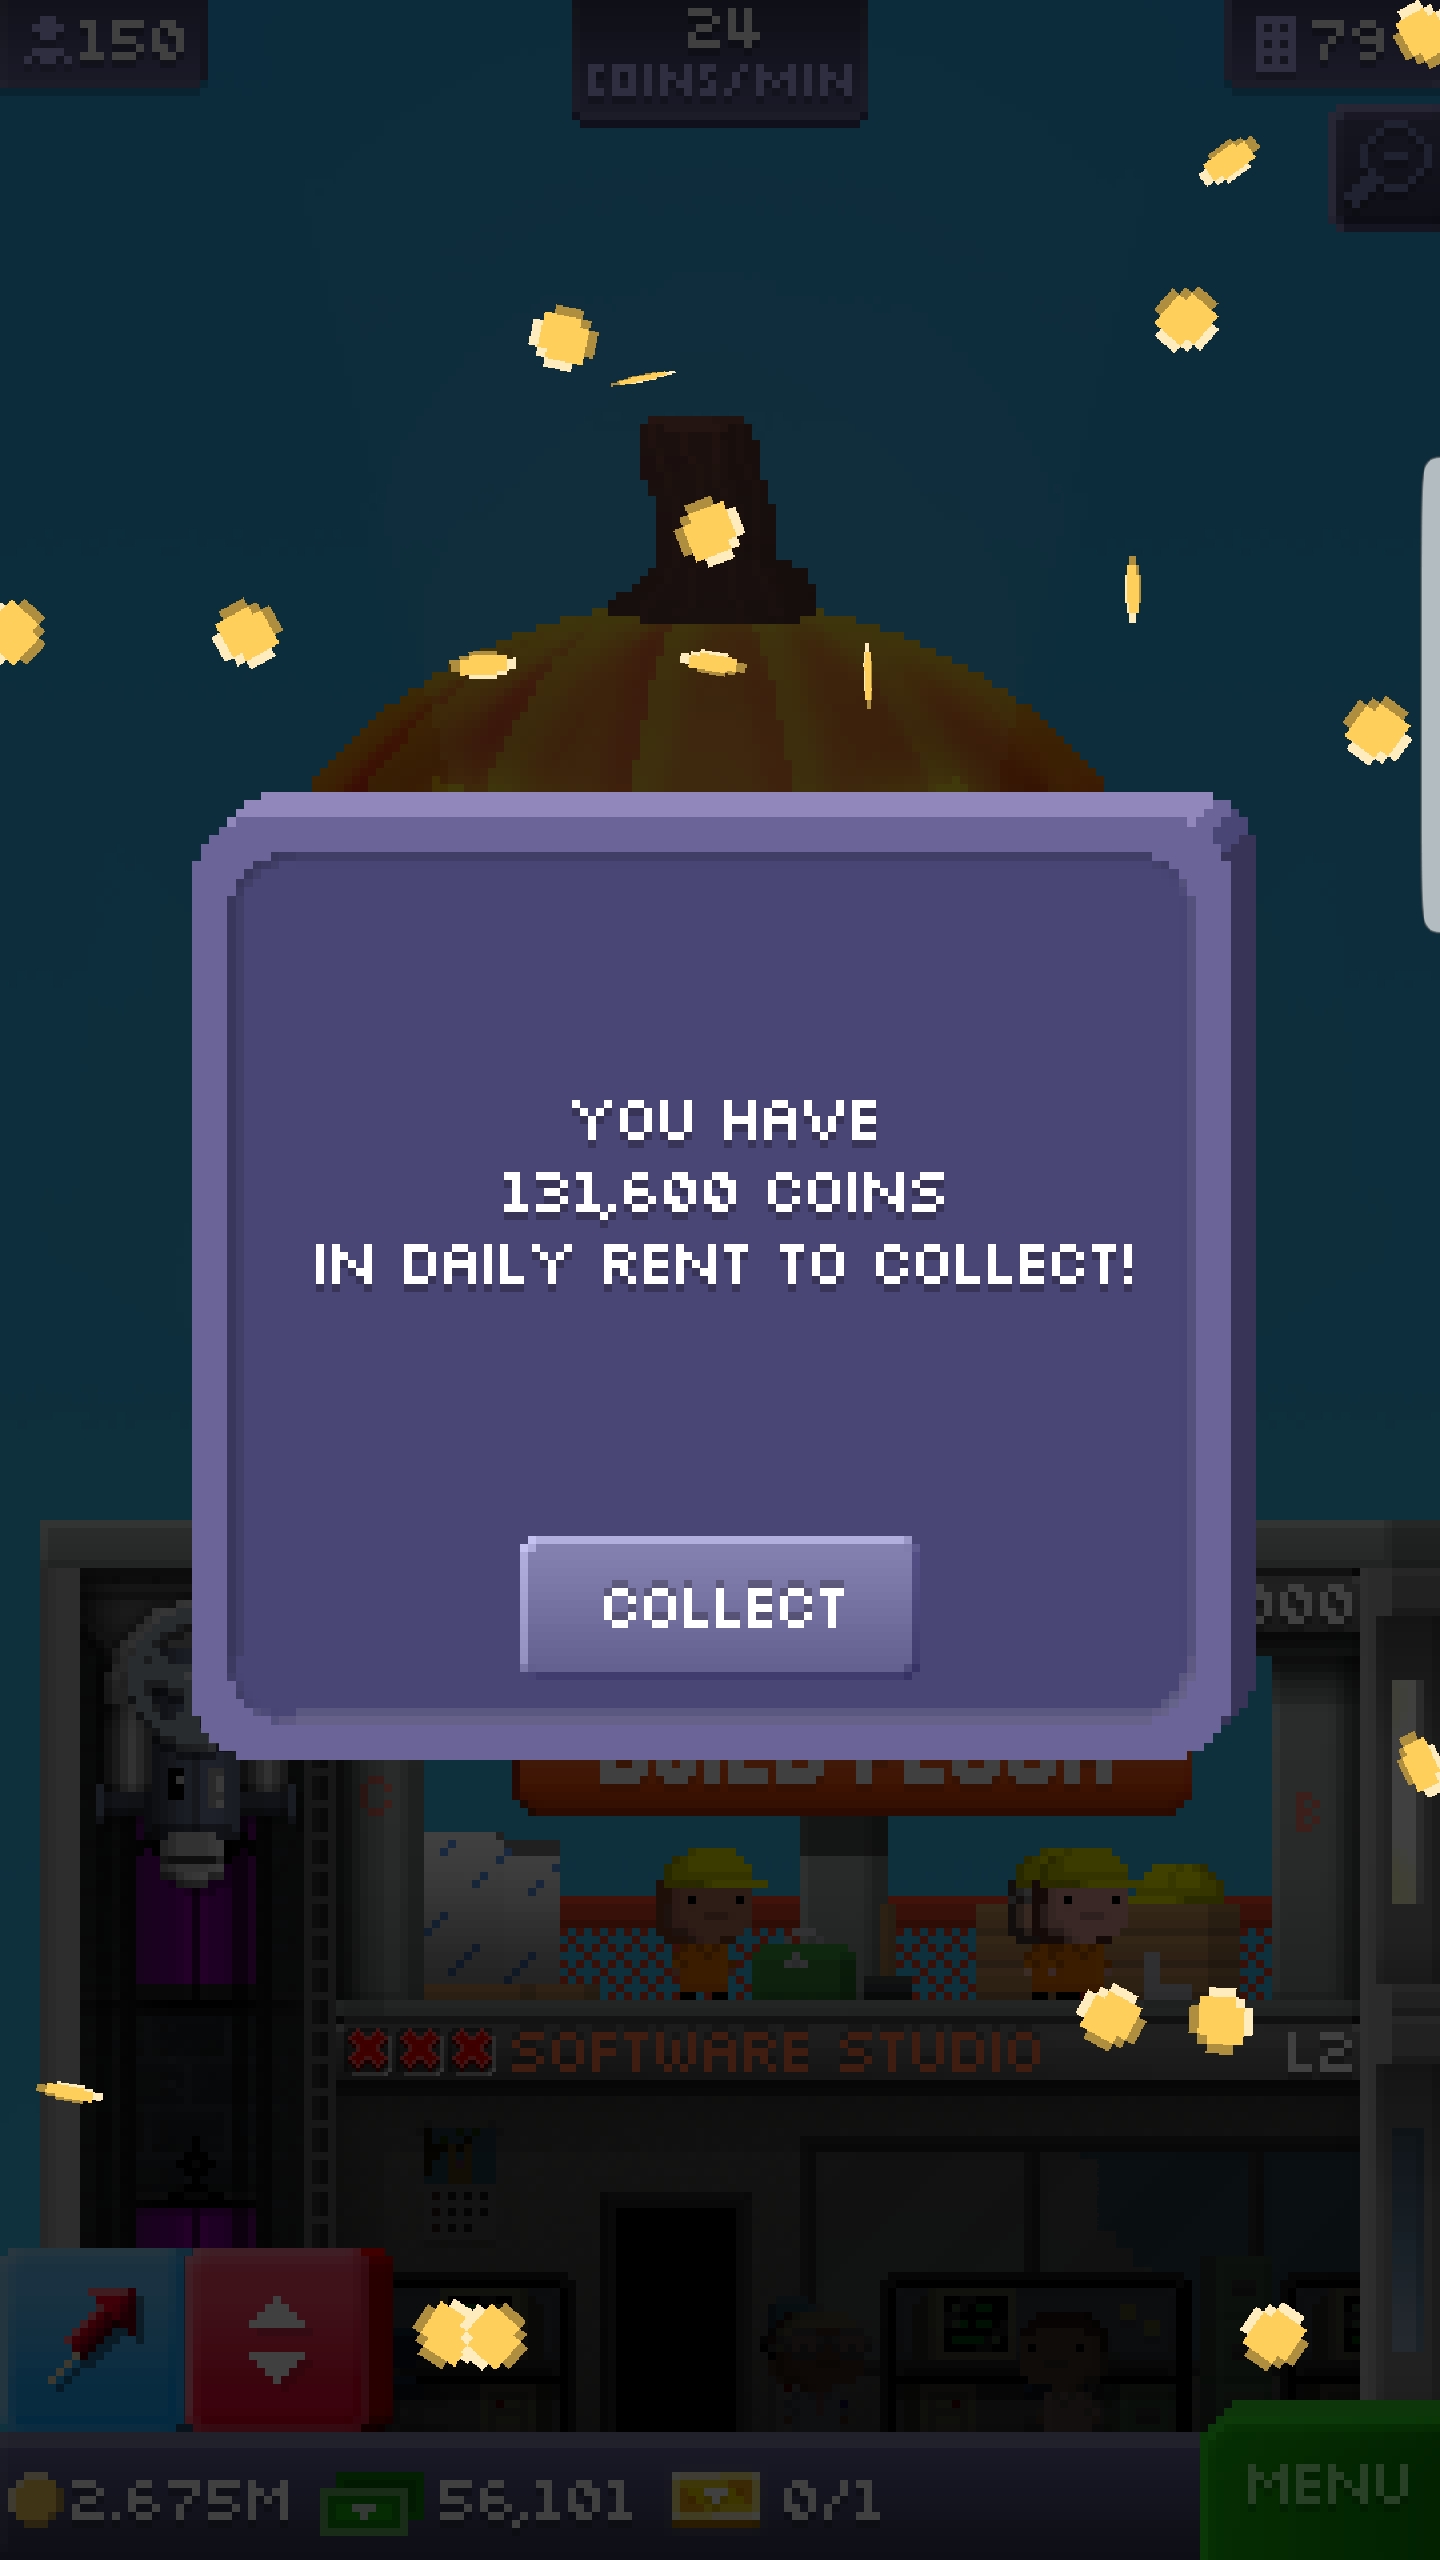 150
24
COINS/MIN
79
YOU HAVE
131,600 COINS
IN DAILY RENT TO COLLECT!
COLLECT
000
BUILD FLOOR
C
B
SOFTWARE STUDIO
L2
2.675M
56,101
0/1
MENU